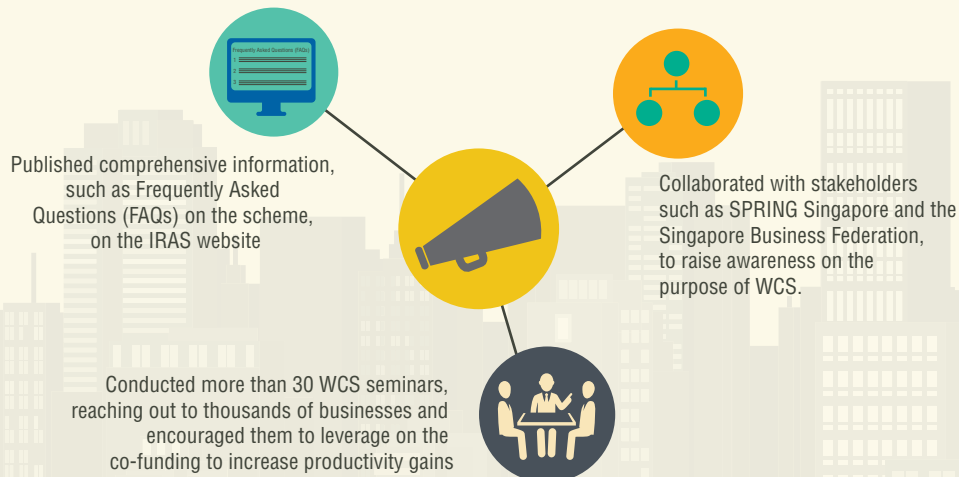 Frequently Asked Questions (FAQs)
1
2
3
Published comprehensive information,
such as Frequently Asked
Questions (FAQs) on the scheme,
on the IRAS website
Collaborated with stakeholders
such as SPRING Singapore and the
Singapore Business Federation,
to raise awareness on the
purpose of WCS.
Conducted more than 30 WCS seminars,
reaching out to thousands of businesses and
encouraged them to leverage on the
co-funding to increase productivity gains